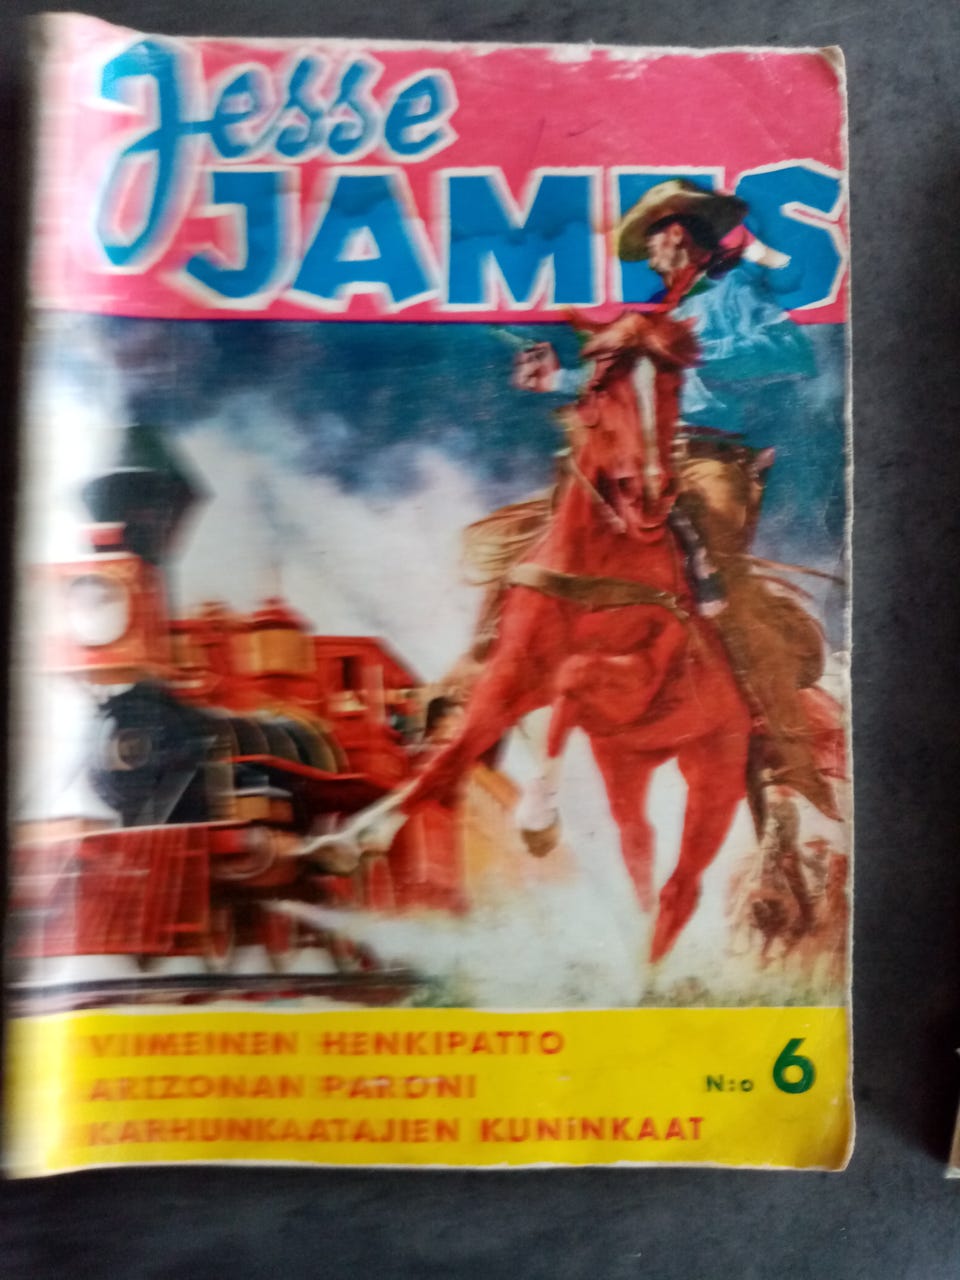 Jesse
JAMES
VIIMEINEN HENKIPATTO
ARIZONAN PARONI
N:o 6
KARHUNKAATAJIEN KUNINKAAT